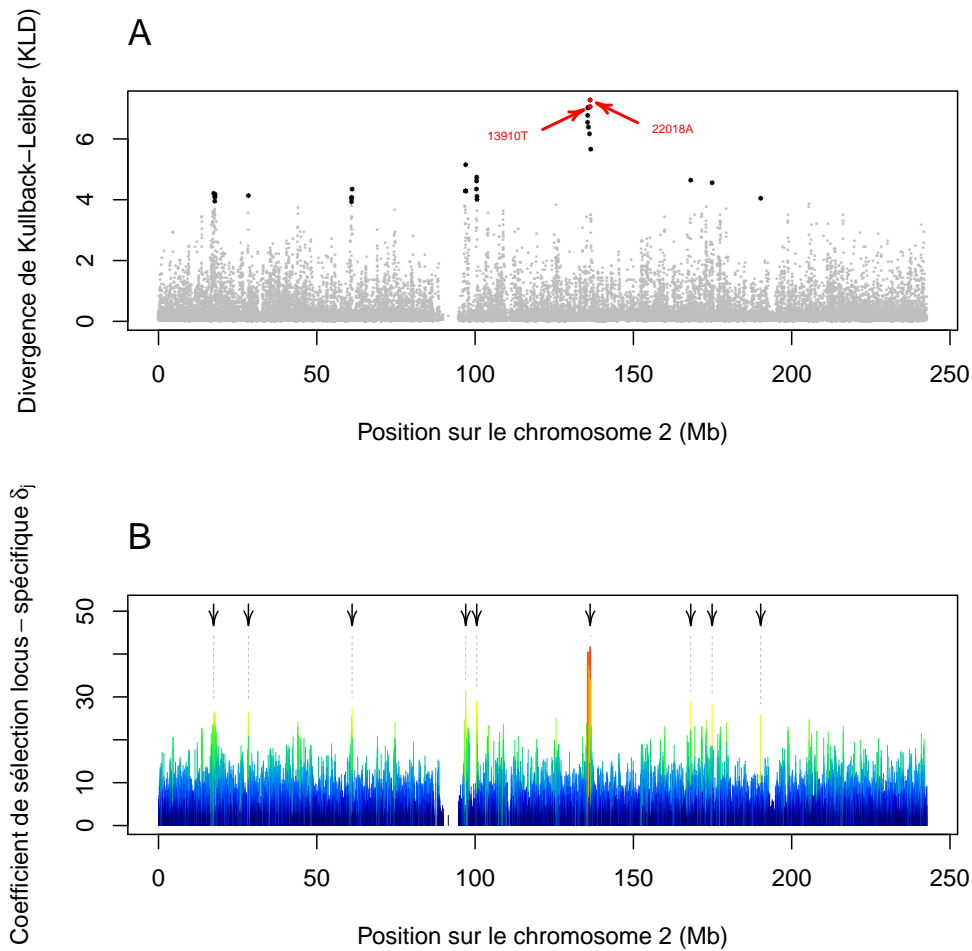 A
Divergence de Kullback−Leibler (KLD)
6
4
2
0
13910T
22018A
0 50 100 150 200 250
Position sur le chromosome 2 (Mb)
B
Coefficient de sélection locus − spécifique δj
50
30
10
0
0 50 100 150 200 250
Position sur le chromosome 2 (Mb)